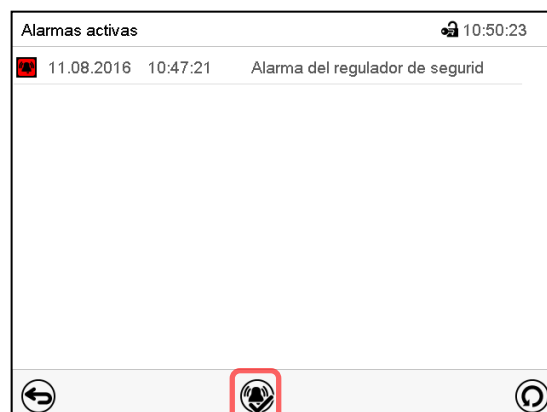 Alarmas activas 10:50:23
11.08.2016 10:47:21 Alarma del regulador de segurid